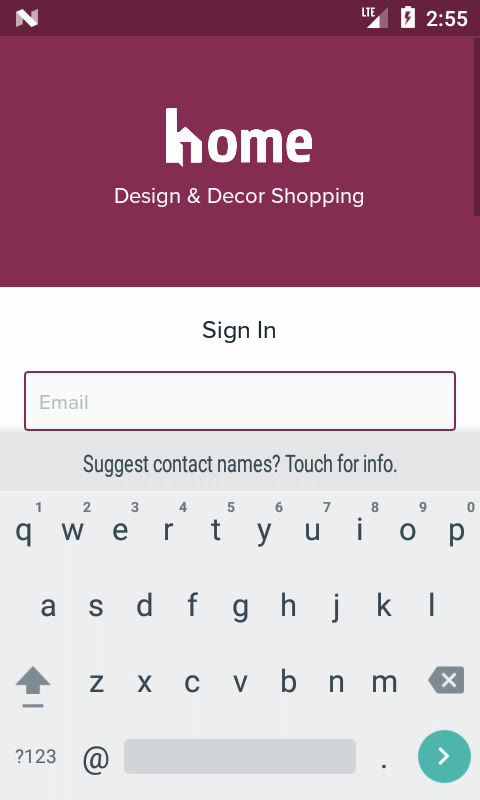 LTE 2:55
home
Design & Decor Shopping
Sign In
Email
Suggest contact names? Touch for info.
1 2 3 4 5 6 7 8 9 0
q w e r t y u i o p
a s d f g h j k l
z x c v b n m
?123 @ .